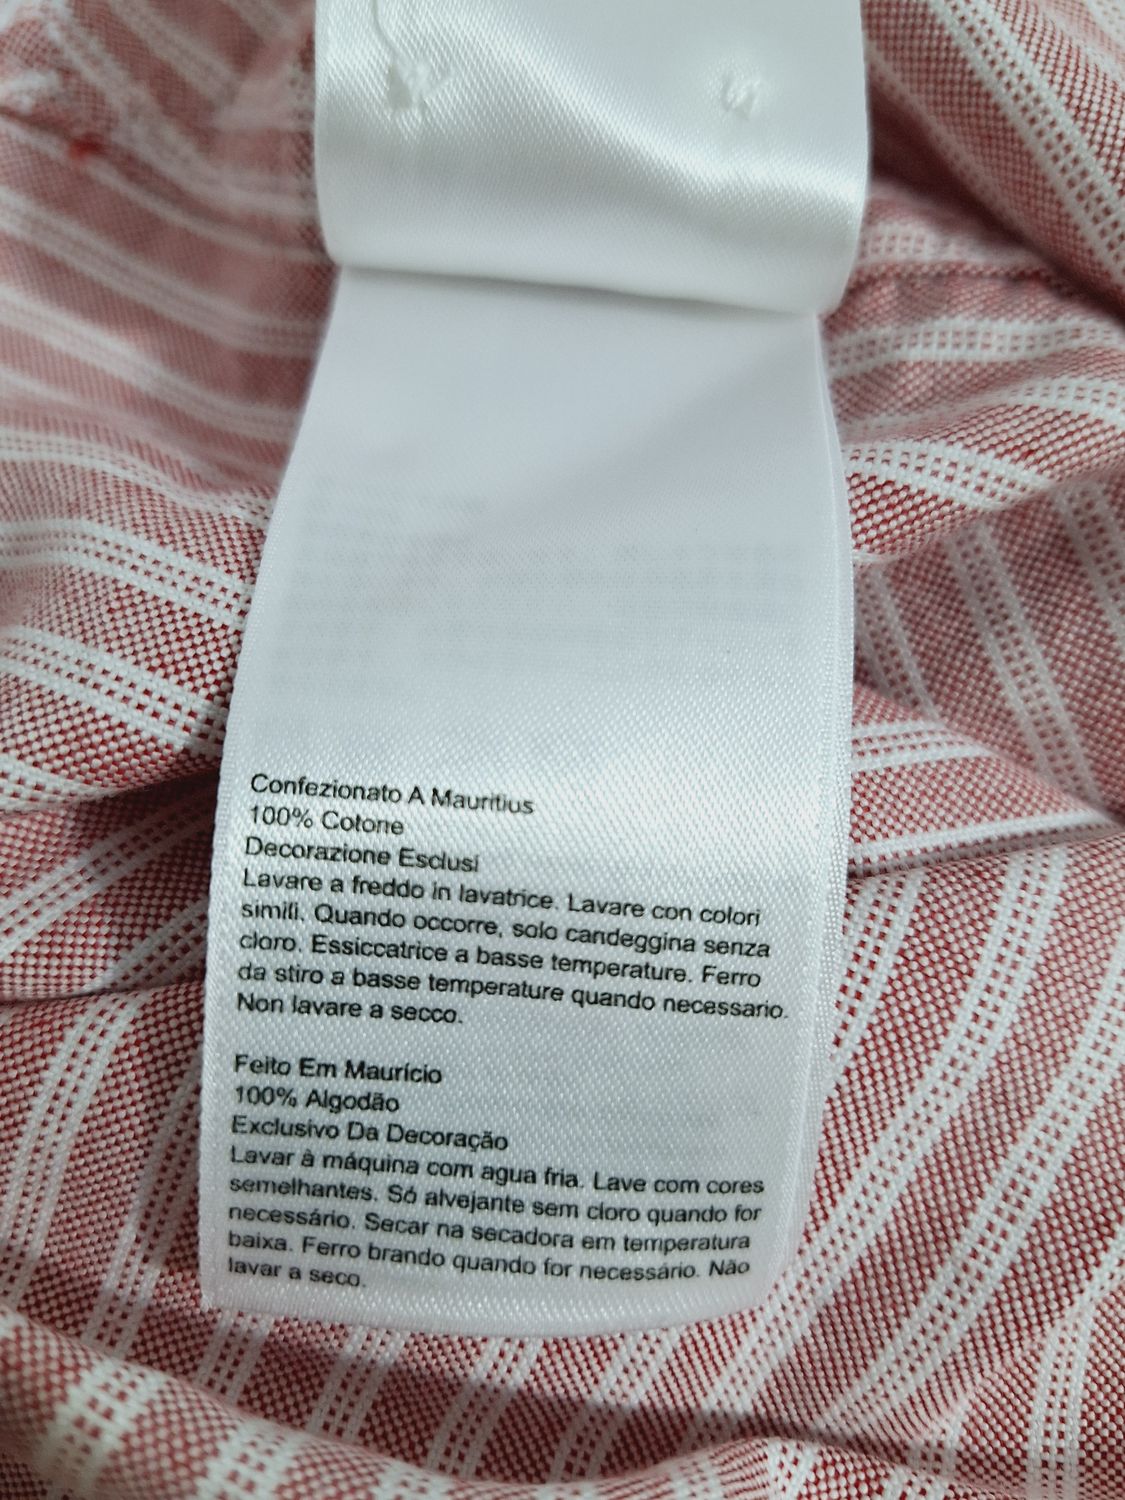 Confezionato A Mauritius
100% Cotone
Decorazione Esclusi
Lavare a freddo in lavatrice. Lavare con colori
simili. Quando occorre, solo candeggina senza
cloro. Essiccatrice a basse temperature. Ferro
da stiro a basse temperature quando necessario.
Non lavare a secco.
Feito Em Maurício
100% Algodão
Exclusivo Da Decoração
Lavar à máquina com agua fria. Lave com cores
semelhantes. Só alvejante sem cloro quando for
necessário. Secar na secadora em temperatura
baixa. Ferro brando quando for necessário. Não
lavar a seco.